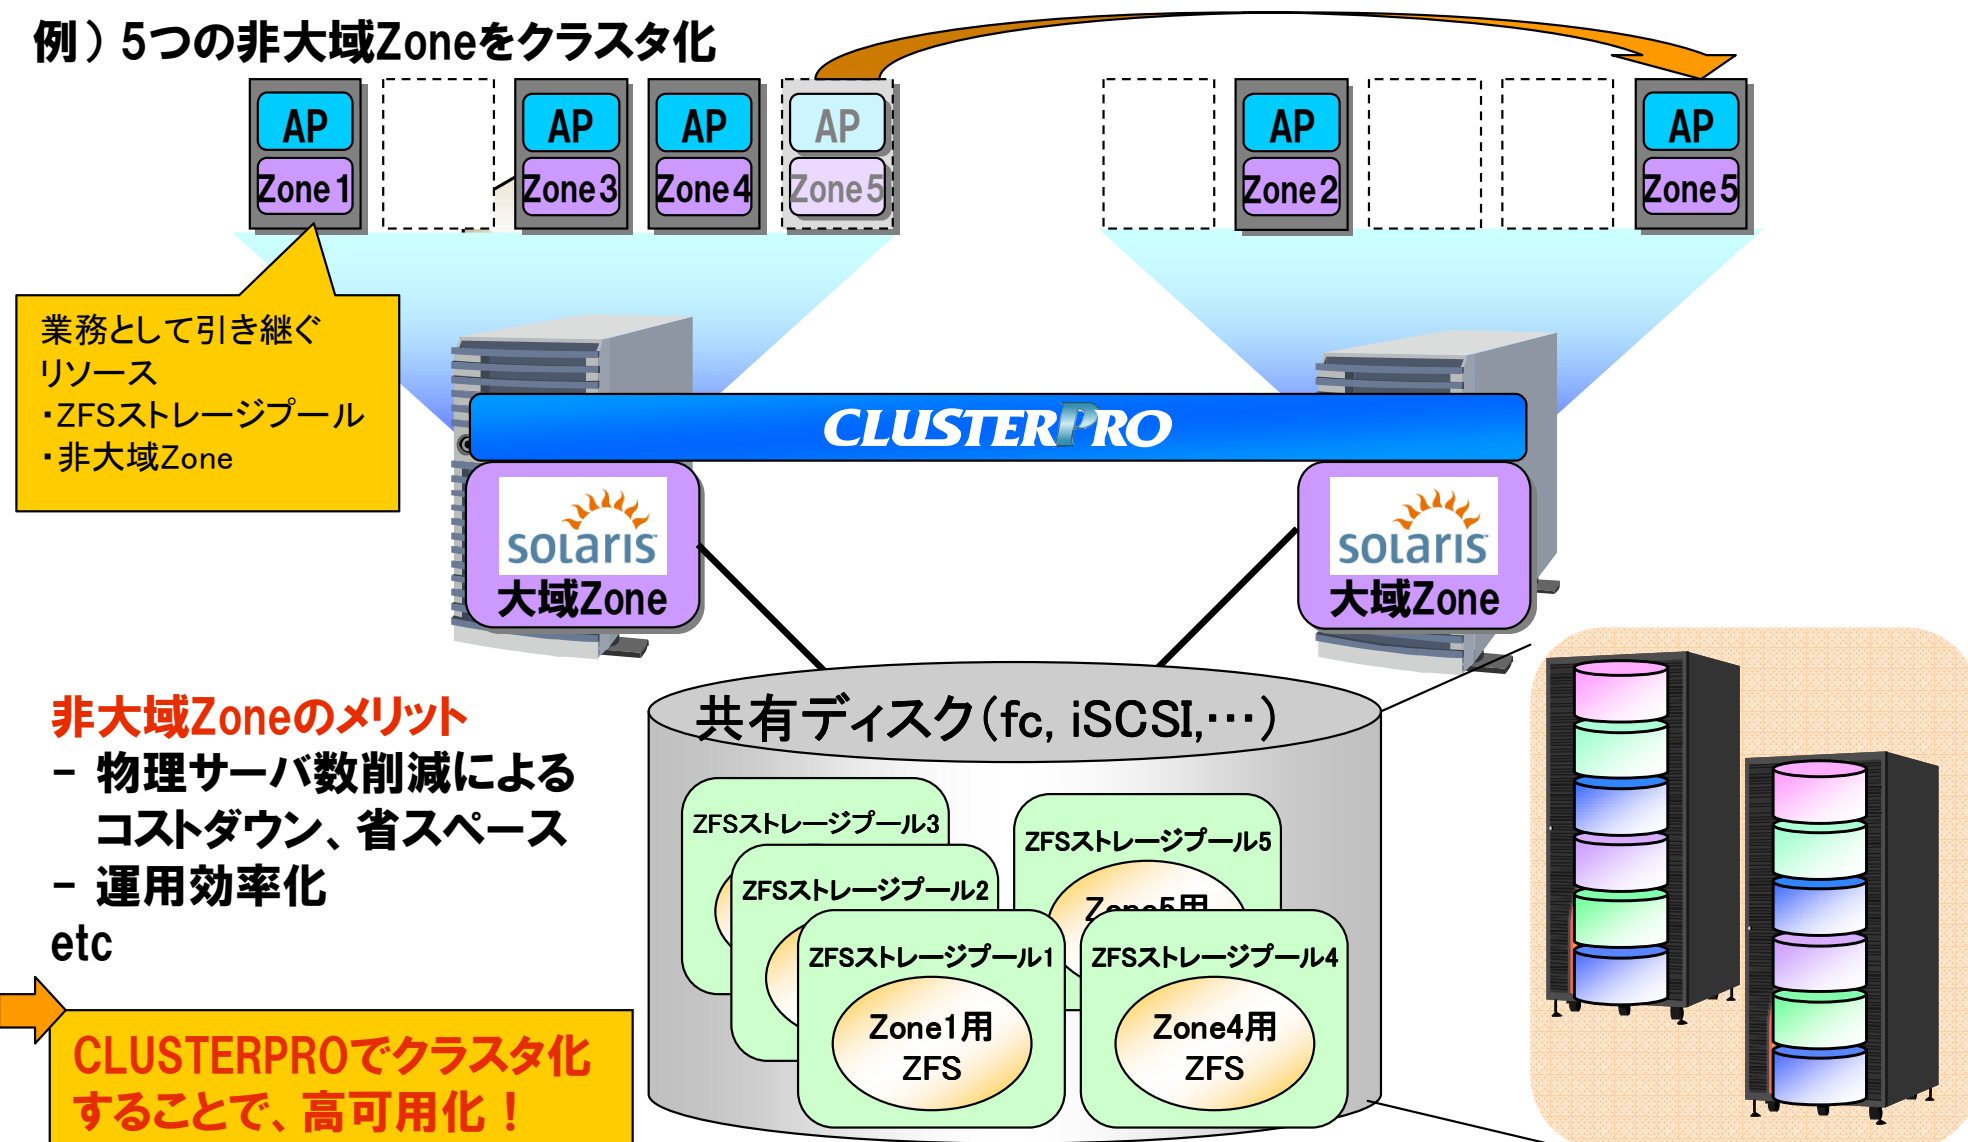 例）5つの非大域Zoneをクラスタ化
AP
Zone1
AP
Zone3
AP
Zone4
AP
Zone5
AP
Zone2
AP
Zone5
業務として引き継ぐ
リソース
・ZFSストレージプール
・非大域Zone
CLUSTERPRO
solaris
大域Zone
solaris
大域Zone
非大域Zoneのメリット
- 物理サーバ数削減による
コストダウン、省スペース
- 運用効率化
etc
CLUSTERPROでクラスタ化
することで、高可用化！
共有ディスク(fc, iSCSI,…)
ZFSストレージプール3
ZFSストレージプール2
ZFSストレージプール5
Zone5用
ZFSストレージプール1
Zone1用
ZFS
ZFSストレージプール4
Zone4用
ZFS